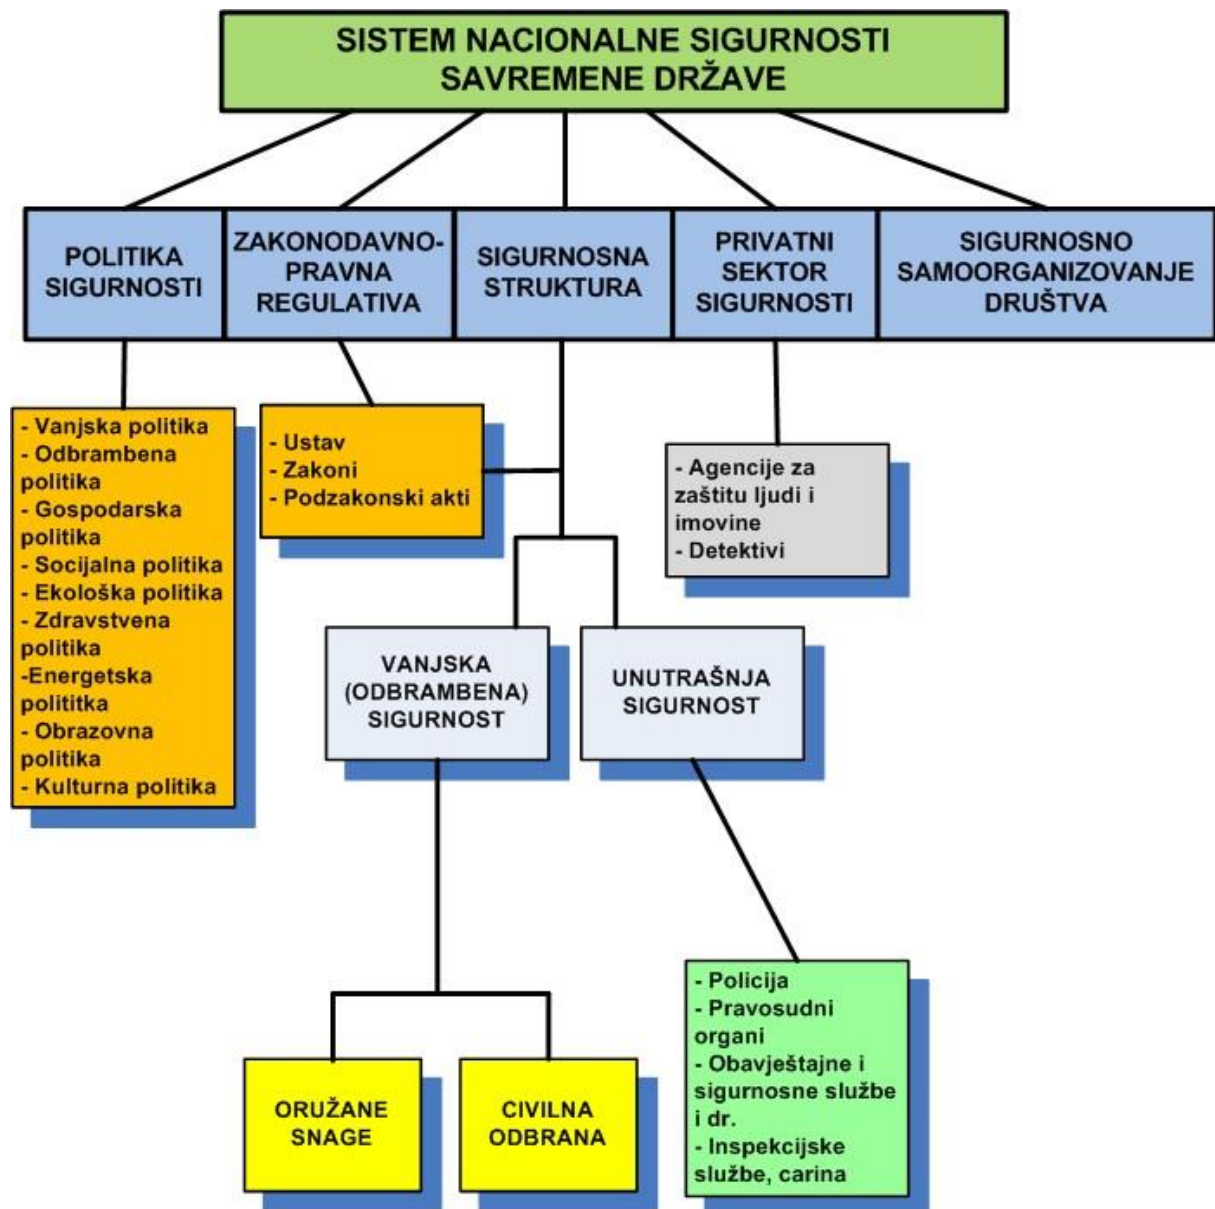 SISTEM NACIONALNE SIGURNOSTI
SAVREMENE DRŽAVE
POLITIKA
SIGURNOSTI
ZAKONODAVNO-
PRAVNA
REGULATIVA
SIGURNOSNA
STRUKTURA
PRIVATNI
SEKTOR
SIGURNOSTI
SIGURNOSNO
SAMOORGANIZOVANJE
DRUŠTVA
- Vanjska politika
- Odbrambena
politika
- Gospodarska
politika
- Socijalna politika
- Ekološka politika
- Zdravstvena
politika
-Energetska
polititka
- Obrazovna
politika
- Kulturna politika
- Ustav
- Zakoni
- Podzakonski akti
- Agencije za
zaštitu ljudi i
imovine
- Detektivi
VANJSKA
(ODBRAMBENA)
SIGURNOST
UNUTRAŠNJA
SIGURNOST
ORUŽANE
SNAGE
CIVILNA
ODBRANA
- Policija
- Pravosudni
organi
- Obavještajne i
sigurnosne službe
i dr.
- Inspekcijske
službe, carina